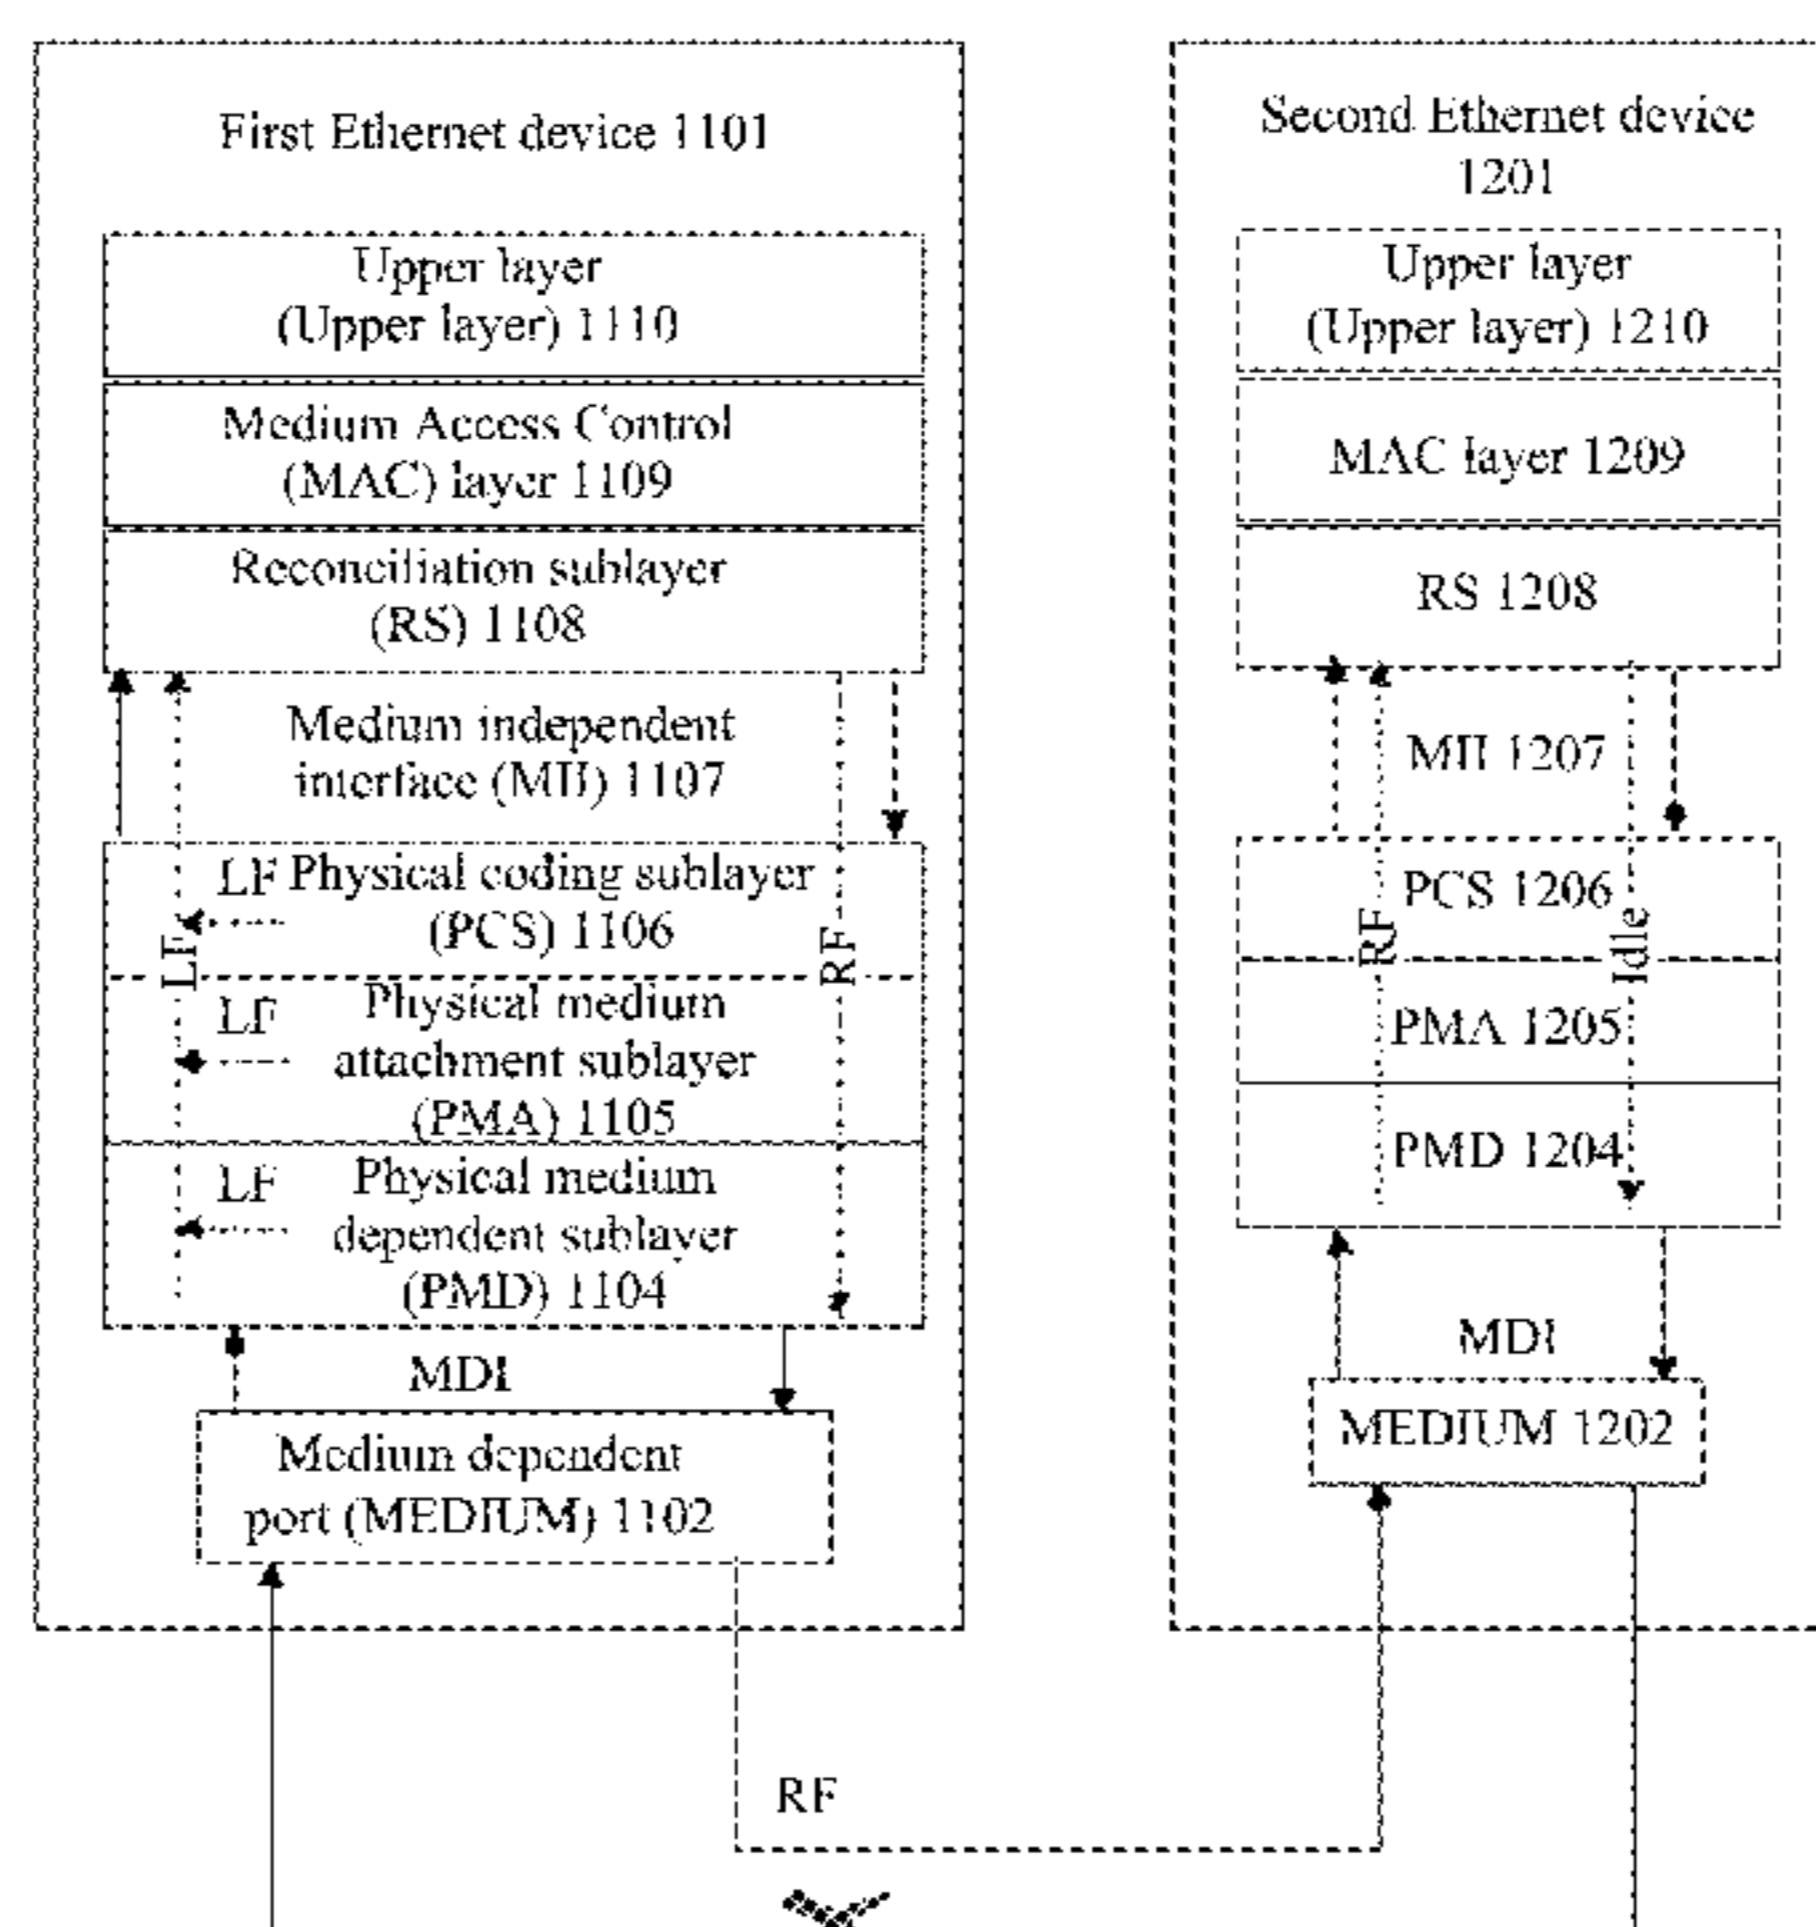 First Ethernet device 1101
Upper layer
(Upper layer) 1110
Medium Access Control
(MAC) layer 1109
Reconciliation sublayer
(RS) 1108
Medium independent
interface (MII) 1107
LF Physical coding sublayer
(PCS) 1106
LF
RF
LF
Physical medium
attachment sublayer
(PMA) 1105
LF
Physical medium
dependent sublayer
(PMD) 1104
MDI
Medium dependent
port (MEDIUM) 1102
Second Ethernet device
1201
Upper layer
(Upper layer) 1210
MAC layer 1209
RS 1208
MII 1207
PCS 1206
RF
Idle
PMA 1205
PMD 1204
MDI
MEDIUM 1202
RF